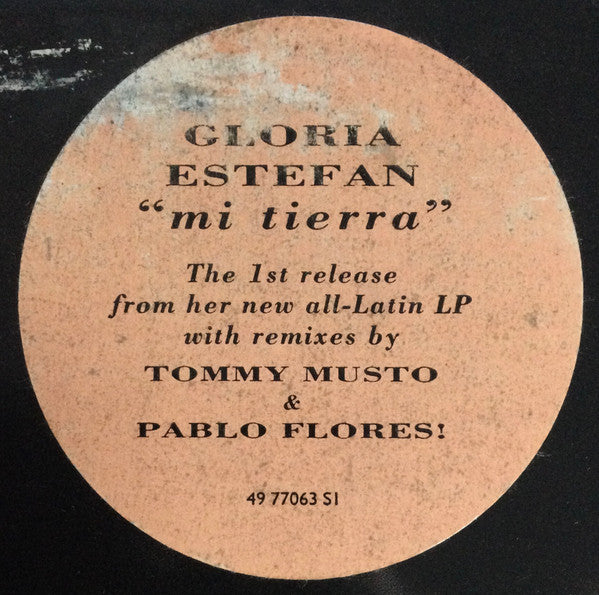 GLORIA
ESTEFAN
“mi tierra”
The 1st release
from her new all-Latin LP
with remixes by
TOMMY MUSTO
&
PABLO FLORES!
49 77063 S1